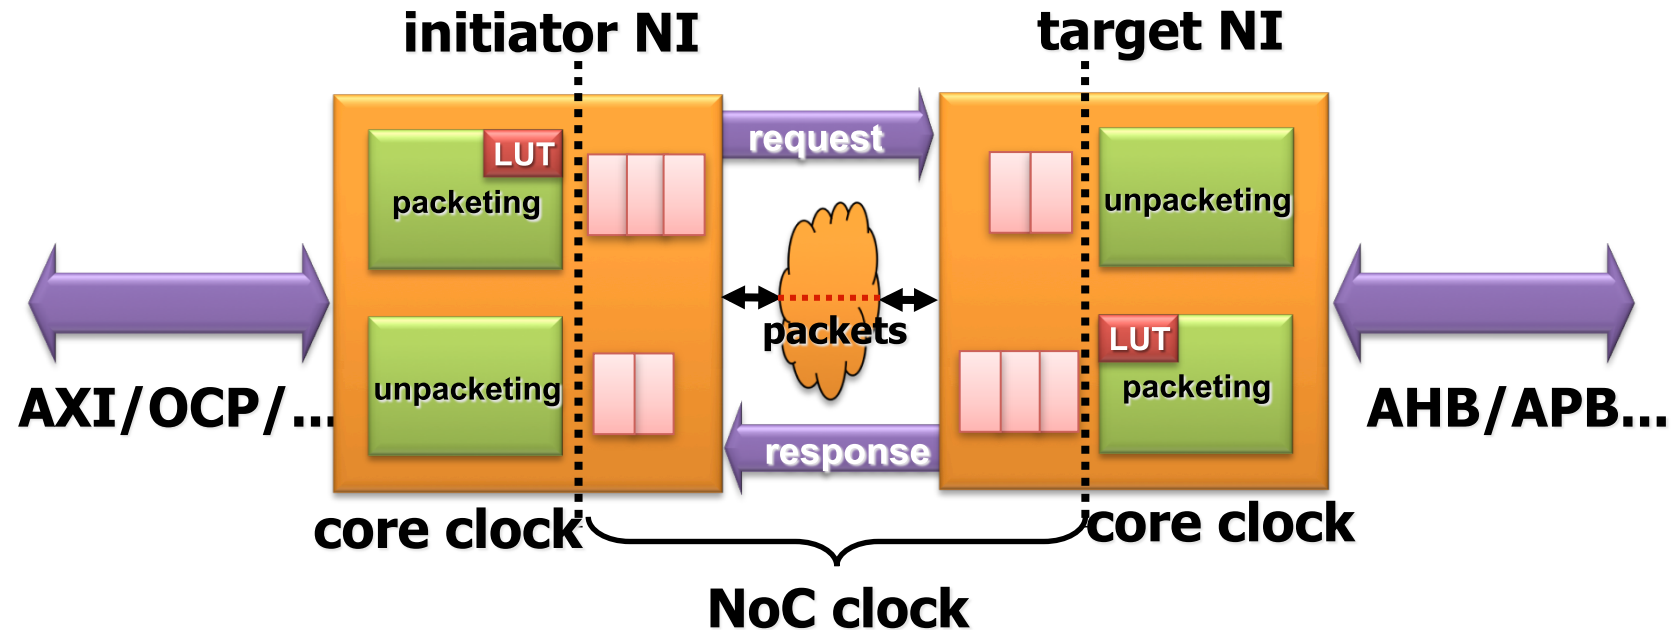 initiator NI
target NI
request
LUT
packeting
LUT
unpacketing
packets
unpacketing
packeting
AXI/OCP/...
AHB/APB...
response
core clock
core clock
NoC clock